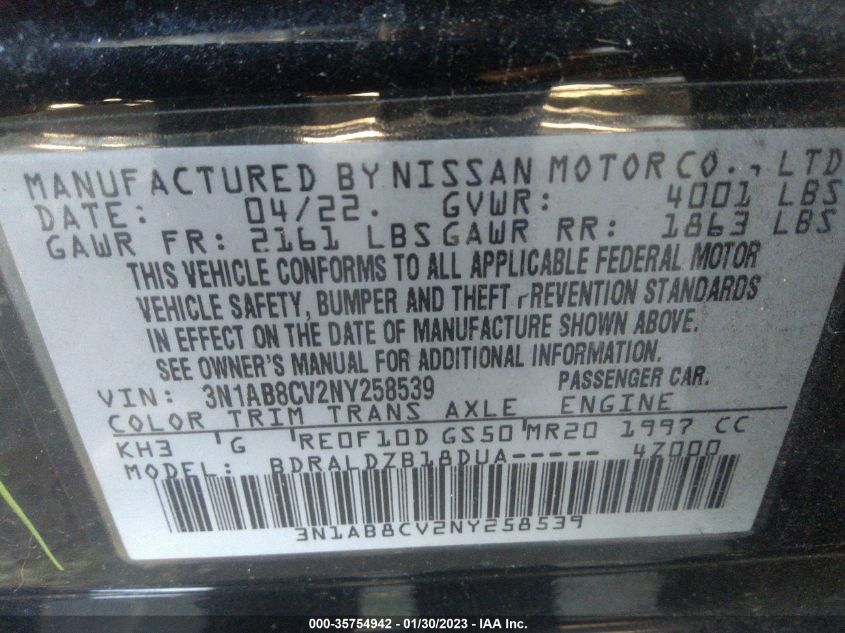 MANUFACTURED BY NISSAN MOTOR CO., LTD
DATE: 04/22. GVWR: 4001 LBS
GAWR FR: 2161 LBS GAWR RR: 1863 LBS
THIS VEHICLE CONFORMS TO ALL APPLICABLE FEDERAL MOTOR
VEHICLE SAFETY, BUMPER AND THEFT PREVENTION STANDARDS
IN EFFECT ON THE DATE OF MANUFACTURE SHOWN ABOVE.
SEE OWNER'S MANUAL FOR ADDITIONAL INFORMATION.
VIN: 3N1AB8CV2NY258539 PASSENGER CAR.
COLOR TRIM TRANS AXLE ENGINE
KH3 G RE0F10D GS50 MR20 1997 CC
MODEL: BDRALDZB18DUA----- 47000
3N1AB8CV2NY258539
000-35754942 - 01/30/2023 - IAA Inc.